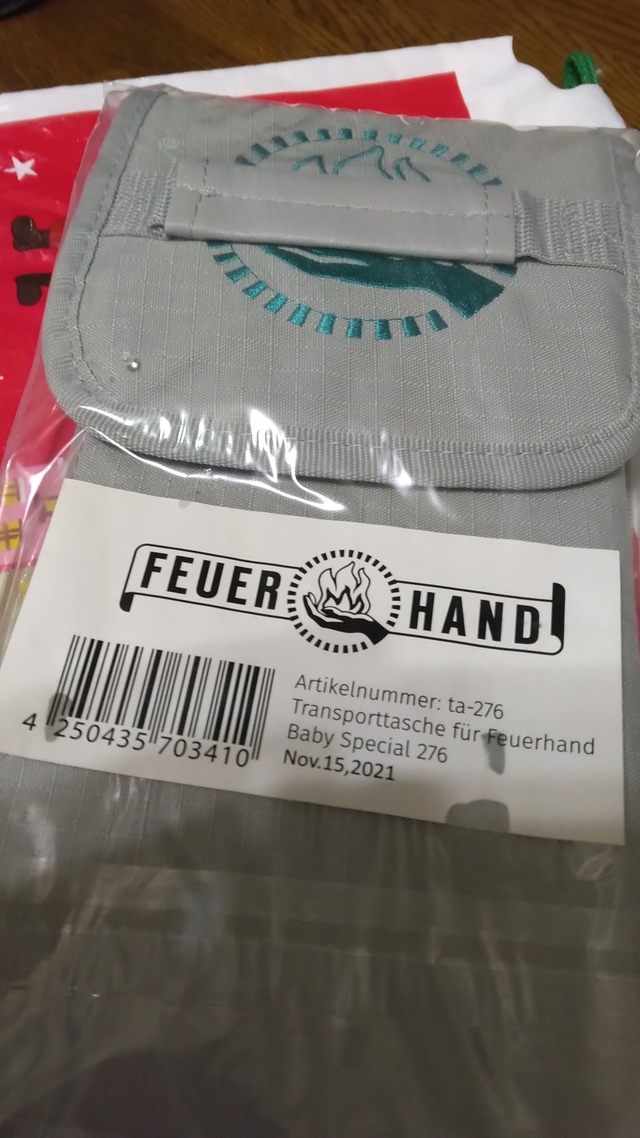 FEUER HAND
Artikelnummer: ta-276
Transporttasche für Feuerhand
Baby Special 276
Nov.15,2021
4 250435 703410